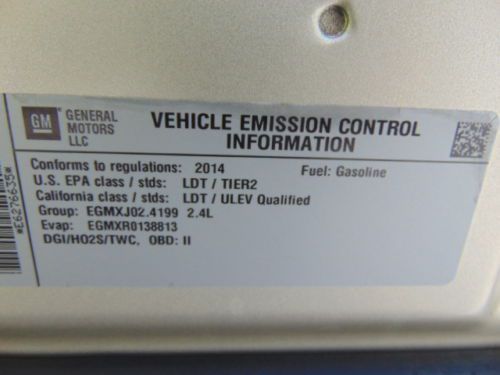 GM
GENERAL
MOTORS
LLC
VEHICLE EMISSION CONTROL
INFORMATION
Conforms to regulations: 2014 Fuel: Gasoline
U.S. EPA class / stds: LDT / TIER2
California class / stds: LDT / ULEV Qualified
Group: EGMXJ02.4199 2.4L
Evap: EGMXR0138813
DGI/HO2S/TWC, OBD: II
*E6276635*